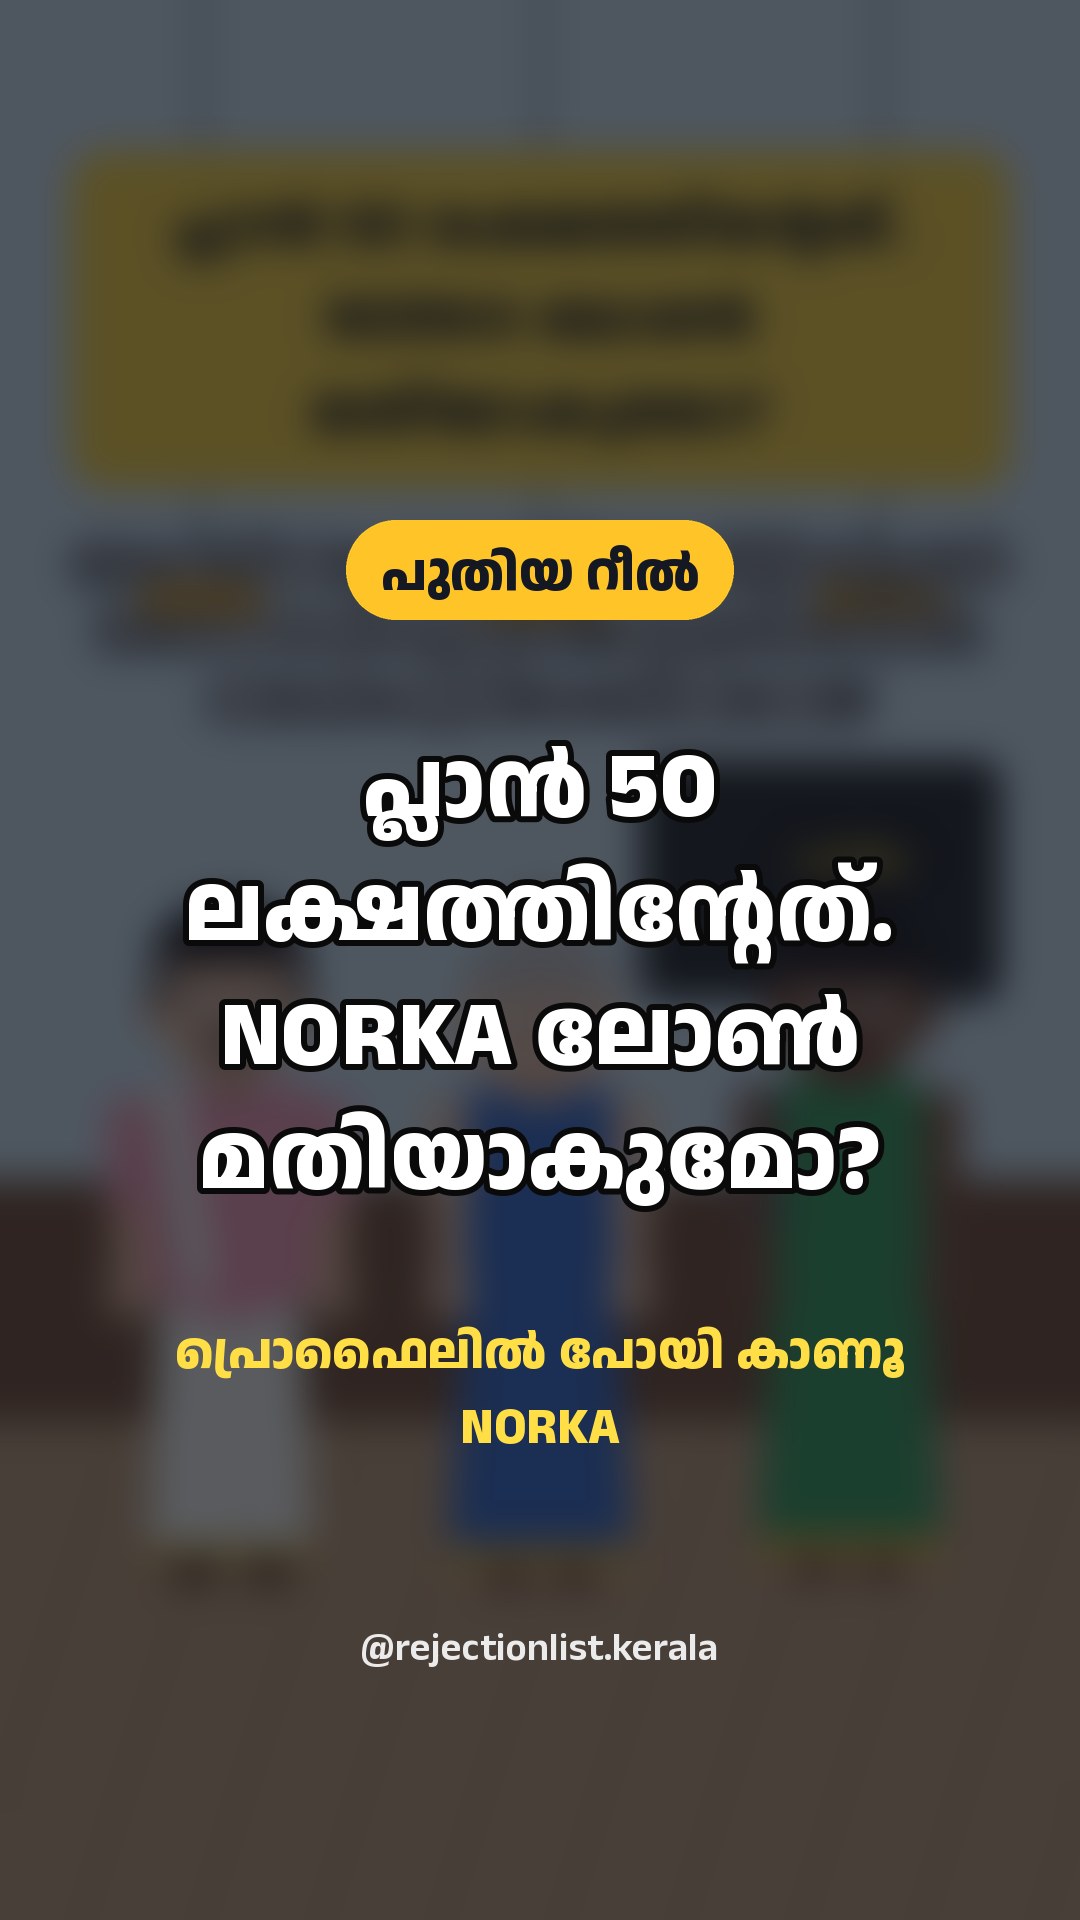 പുതിയ റീൽ
പ്ലാൻ 50
ലക്ഷത്തിന്റേത്.
NORKA ലോൺ
മതിയാകുമോ?
പ്രൊഫൈലിൽ പോയി കാണൂ
NORKA
@rejectionlist.kerala